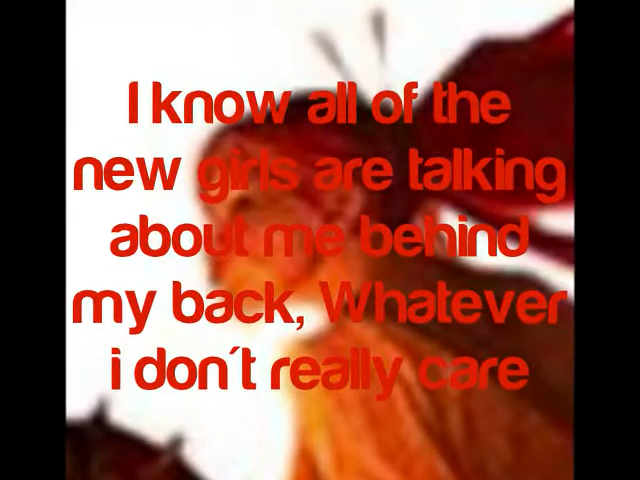 I know all of the
new girls are talking
about me behind
my back, Whatever
i don´t really care